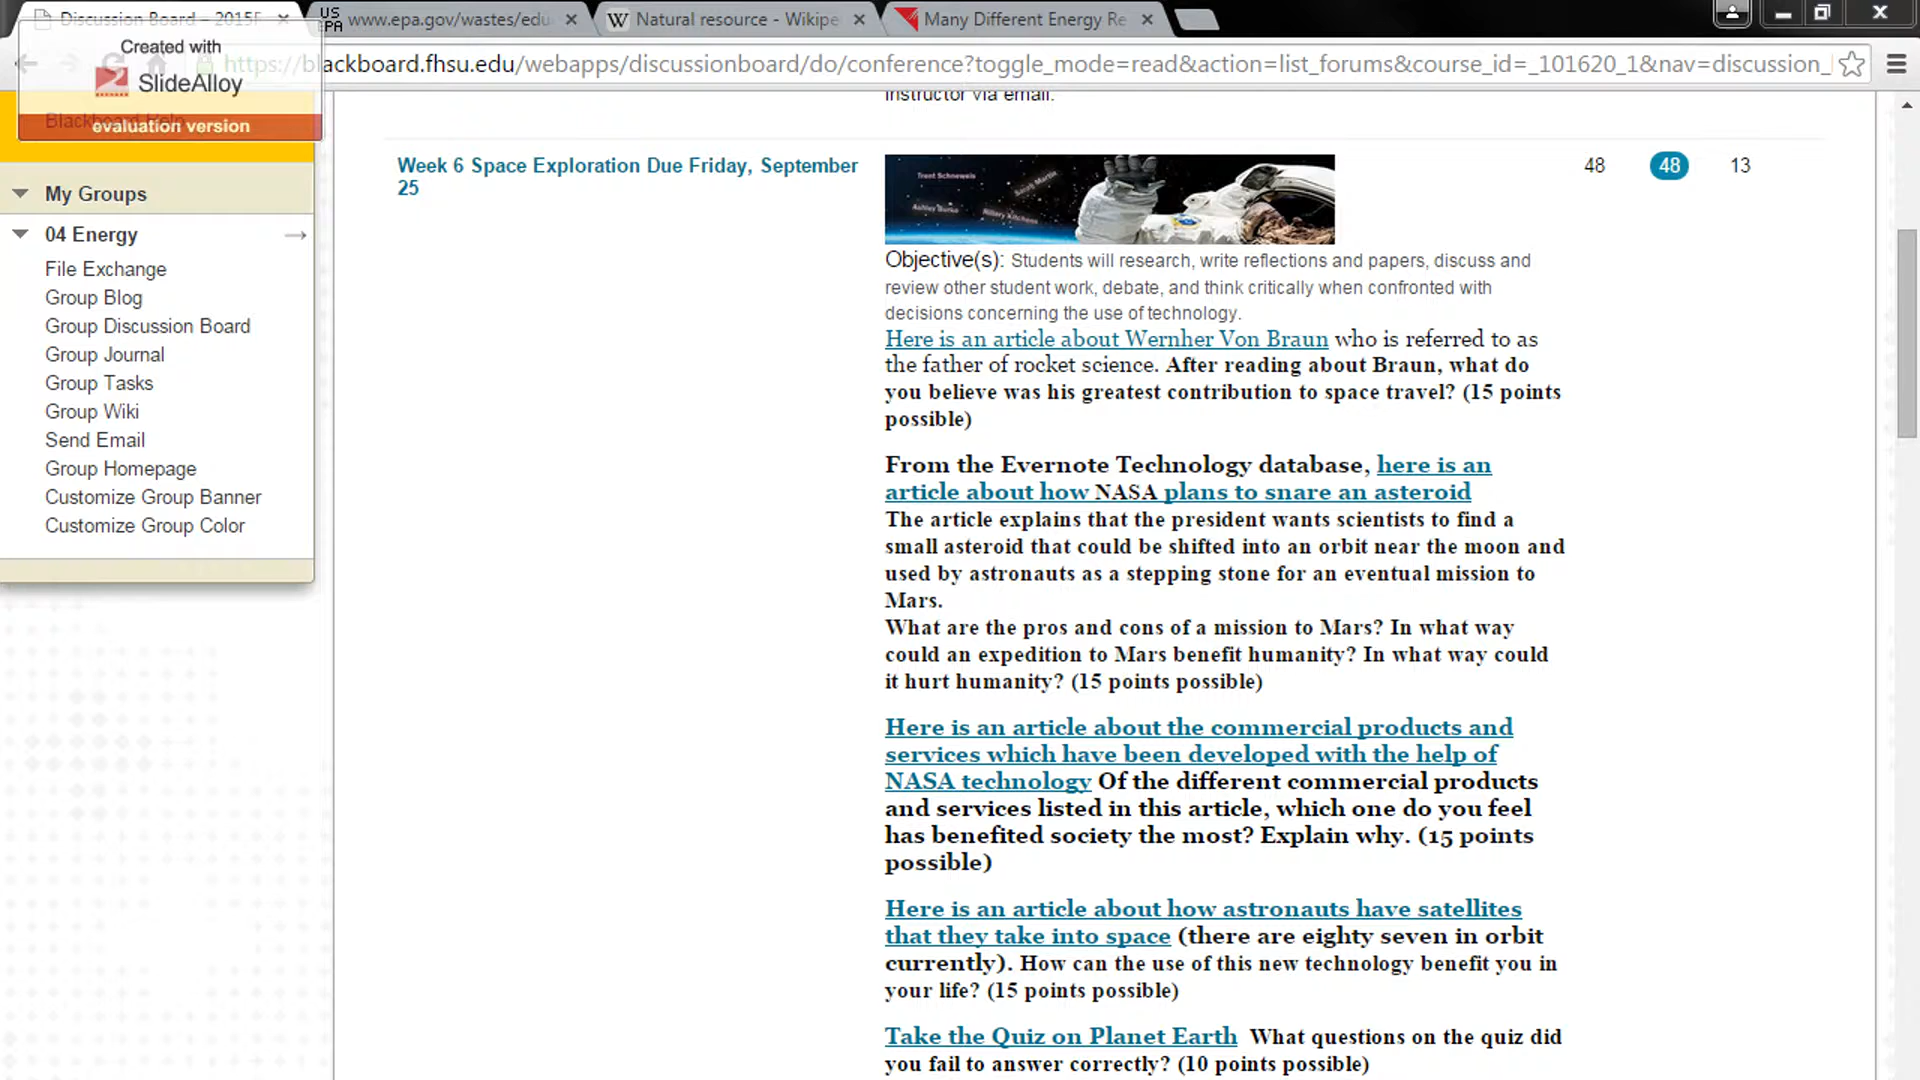 Discussion Board – 2015F
US EPA
www.epa.gov/wastes/edu
W Natural resource - Wikipe
Many Different Energy Re
Created with
SlideAlloy
evaluation version
https://blackboard.fhsu.edu/webapps/discussionboard/do/conference?toggle_mode=read&action=list_forums&course_id=_101620_1&nav=discussion_
Blackboard Help
My Groups
04 Energy
File Exchange
Group Blog
Group Discussion Board
Group Journal
Group Tasks
Group Wiki
Send Email
Group Homepage
Customize Group Banner
Customize Group Color
instructor via email.
Week 6 Space Exploration Due Friday, September
25
48
48
13
Trent Schneweis
Sarah Martin
Ashley Burke
Hillary Kitchens
Objective(s): Students will research, write reflections and papers, discuss and
review other student work, debate, and think critically when confronted with
decisions concerning the use of technology.
Here is an article about Wernher Von Braun who is referred to as
the father of rocket science. After reading about Braun, what do
you believe was his greatest contribution to space travel? (15 points
possible)
From the Evernote Technology database, here is an
article about how NASA plans to snare an asteroid
The article explains that the president wants scientists to find a
small asteroid that could be shifted into an orbit near the moon and
used by astronauts as a stepping stone for an eventual mission to
Mars.
What are the pros and cons of a mission to Mars? In what way
could an expedition to Mars benefit humanity? In what way could
it hurt humanity? (15 points possible)
Here is an article about the commercial products and
services which have been developed with the help of
NASA technology Of the different commercial products
and services listed in this article, which one do you feel
has benefited society the most? Explain why. (15 points
possible)
Here is an article about how astronauts have satellites
that they take into space (there are eighty seven in orbit
currently). How can the use of this new technology benefit you in
your life? (15 points possible)
Take the Quiz on Planet Earth What questions on the quiz did
you fail to answer correctly? (10 points possible)